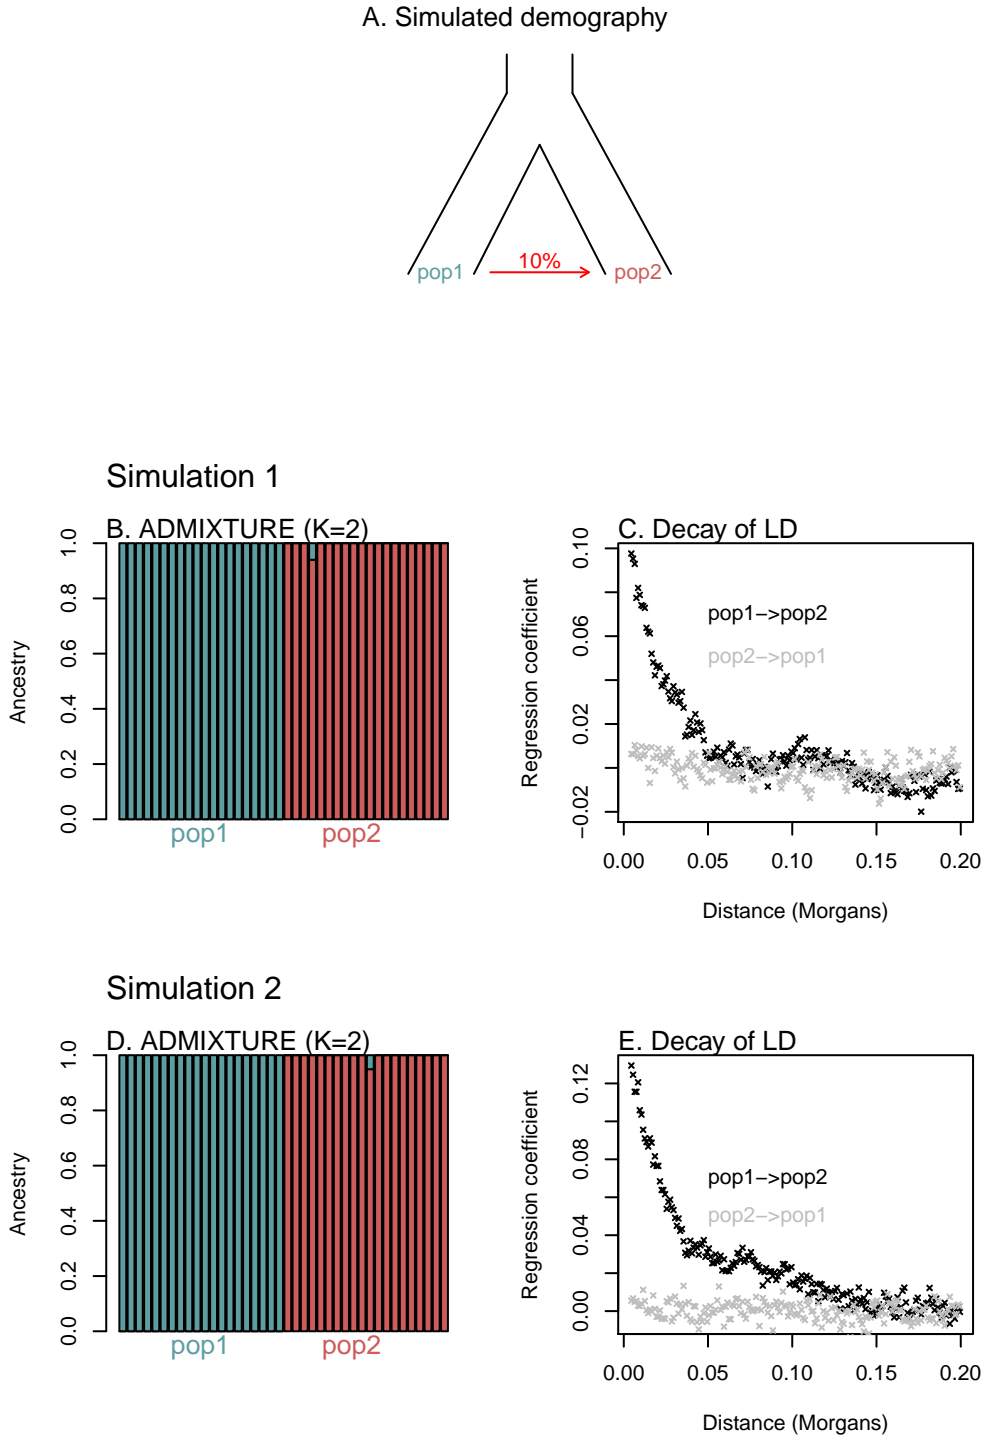 A. Simulated demography
10%
pop1
pop2
Simulation 1
B. ADMIXTURE (K=2)
Ancestry
0.0
0.2
0.4
0.6
0.8
1.0
pop1
pop2
C. Decay of LD
Regression coefficient
−0.02
0.02
0.06
0.10
pop1−>pop2
pop2−>pop1
0.00
0.05
0.10
0.15
0.20
Distance (Morgans)
Simulation 2
D. ADMIXTURE (K=2)
Ancestry
0.0
0.2
0.4
0.6
0.8
1.0
pop1
pop2
E. Decay of LD
Regression coefficient
0.00
0.04
0.08
0.12
pop1−>pop2
pop2−>pop1
0.00
0.05
0.10
0.15
0.20
Distance (Morgans)